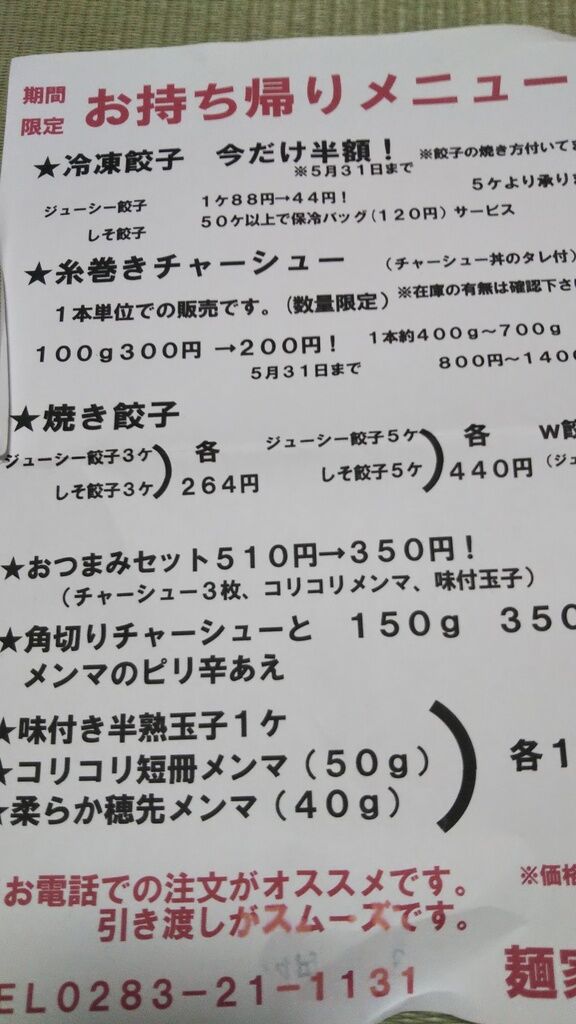 期間
限定
お持ち帰りメニュー
★冷凍餃子 今だけ半額！ ※餃子の焼き方付いて
※5月31日まで
ジューシー餃子 1ケ88円→44円！ 5ケより承り
しそ餃子 50ケ以上で保冷バッグ(120円)サービス
★糸巻きチャーシュー (チャーシュー丼のタレ付)
1本単位での販売です。(数量限定) ※在庫の有無は確認下さ
100g300円 →200円！ 1本約400g～700g
5月31日まで 800円～140
★焼き餃子
ジューシー餃子3ケ ) 各 ジューシー餃子5ケ ) 各 W餃
しそ餃子3ケ 264円 しそ餃子5ケ 440円 (ジュ
★おつまみセット510円→350円！
(チャーシュー3枚、コリコリメンマ、味付玉子)
★角切りチャーシューと 150g 350
メンマのピリ辛あえ
★味付き半熟玉子1ケ
★コリコリ短冊メンマ(50g) 各1
★柔らか穂先メンマ(40g)
お電話での注文がオススメです。 ※価格
引き渡しがスムーズです。
EL0283-21-1131 麺家